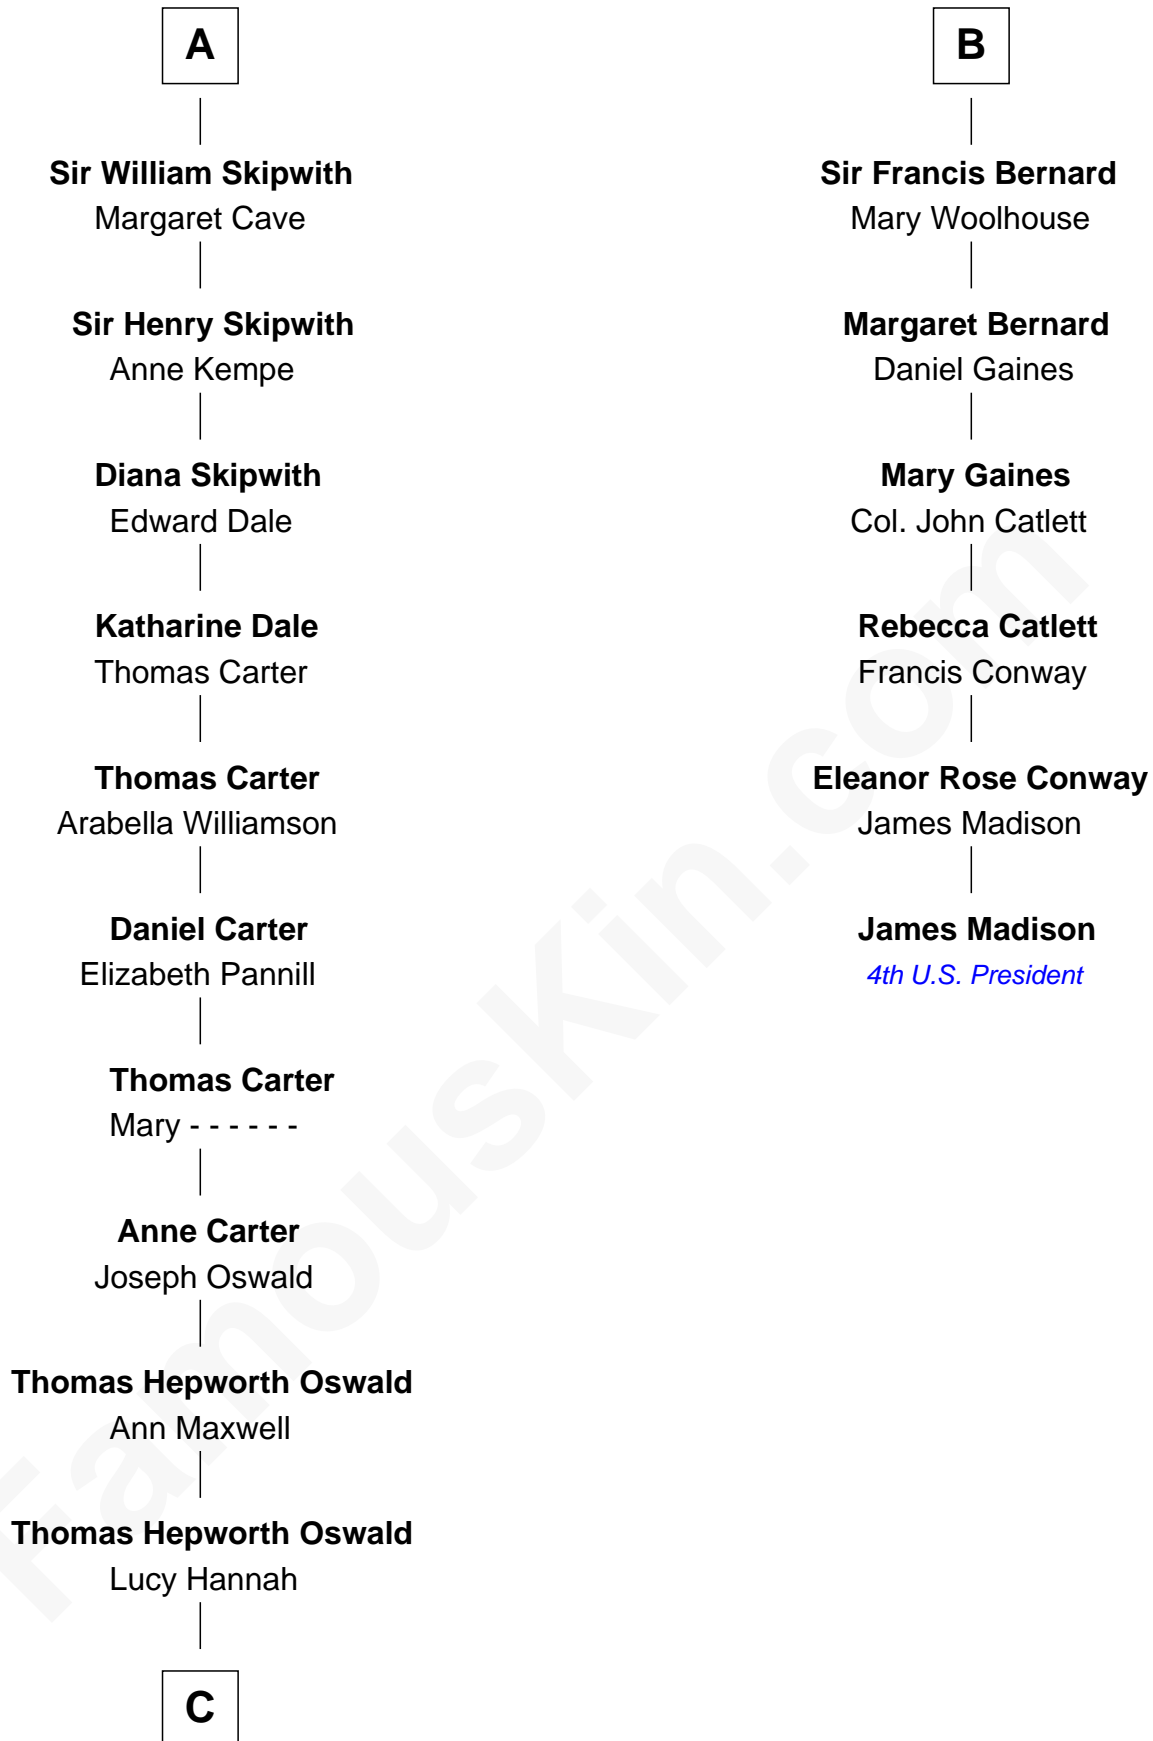 A
Sir William Skipwith
Margaret Cave
Sir Henry Skipwith
Anne Kempe
Diana Skipwith
Edward Dale
Katharine Dale
Thomas Carter
Thomas Carter
Arabella Williamson
Daniel Carter
Elizabeth Pannill
Thomas Carter
Mary - - - - - -
Anne Carter
Joseph Oswald
Thomas Hepworth Oswald
Ann Maxwell
Thomas Hepworth Oswald
Lucy Hannah
C
B
Sir Francis Bernard
Mary Woolhouse
Margaret Bernard
Daniel Gaines
Mary Gaines
Col. John Catlett
Rebecca Catlett
Francis Conway
Eleanor Rose Conway
James Madison
James Madison
4th U.S. President
FamousKin.com